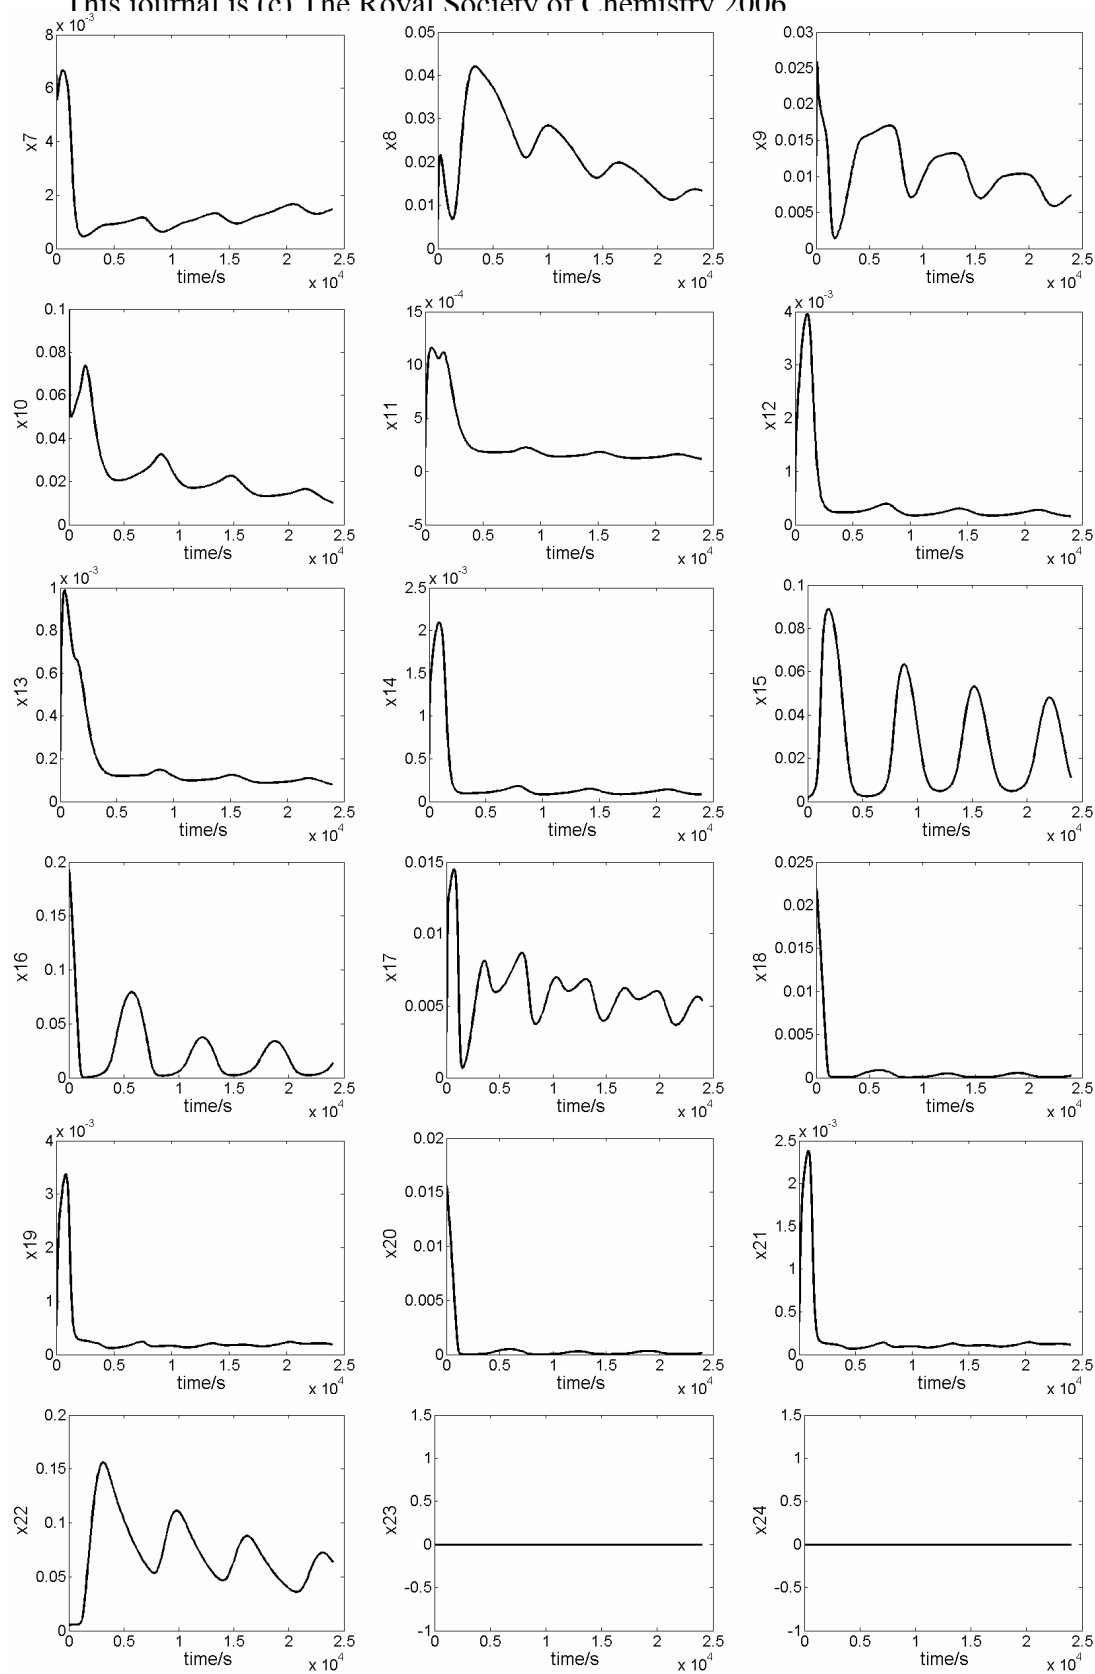 This journal is (c) The Royal Society of Chemistry 2006
x 10-3
8
6
4
2
0
x7
0 0.5 1 1.5 2 2.5
time/s
x 10^4
0.05
0.04
0.03
0.02
0.01
0
x8
0 0.5 1 1.5 2 2.5
time/s
x 10^4
0.03
0.025
0.02
0.015
0.01
0.005
0
x9
0 0.5 1 1.5 2 2.5
time/s
x 10^4
0.1
0.08
0.06
0.04
0.02
0
x10
0 0.5 1 1.5 2 2.5
time/s
x 10^4
x 10-4
15
10
5
0
-5
x11
0 0.5 1 1.5 2 2.5
time/s
x 10^4
x 10-3
4
3
2
1
0
x12
0 0.5 1 1.5 2 2.5
time/s
x 10^4
x 10-3
1
0.8
0.6
0.4
0.2
0
x13
0 0.5 1 1.5 2 2.5
time/s
x 10^4
x 10-3
2.5
2
1.5
1
0.5
0
x14
0 0.5 1 1.5 2 2.5
time/s
x 10^4
0.1
0.08
0.06
0.04
0.02
0
x15
0 0.5 1 1.5 2 2.5
time/s
x 10^4
0.2
0.15
0.1
0.05
0
x16
0 0.5 1 1.5 2 2.5
time/s
x 10^4
0.015
0.01
0.005
0
x17
0 0.5 1 1.5 2 2.5
time/s
x 10^4
0.025
0.02
0.015
0.01
0.005
0
x18
0 0.5 1 1.5 2 2.5
time/s
x 10^4
x 10-3
4
3
2
1
0
x19
0 0.5 1 1.5 2 2.5
time/s
x 10^4
0.02
0.015
0.01
0.005
0
x20
0 0.5 1 1.5 2 2.5
time/s
x 10^4
x 10-3
2.5
2
1.5
1
0.5
0
x21
0 0.5 1 1.5 2 2.5
time/s
x 10^4
0.2
0.15
0.1
0.05
0
x22
0 0.5 1 1.5 2 2.5
time/s
x 10^4
1.5
1
0.5
0
-0.5
-1
x23
0 0.5 1 1.5 2 2.5
time/s
x 10^4
1.5
1
0.5
0
-0.5
-1
x24
0 0.5 1 1.5 2 2.5
time/s
x 10^4